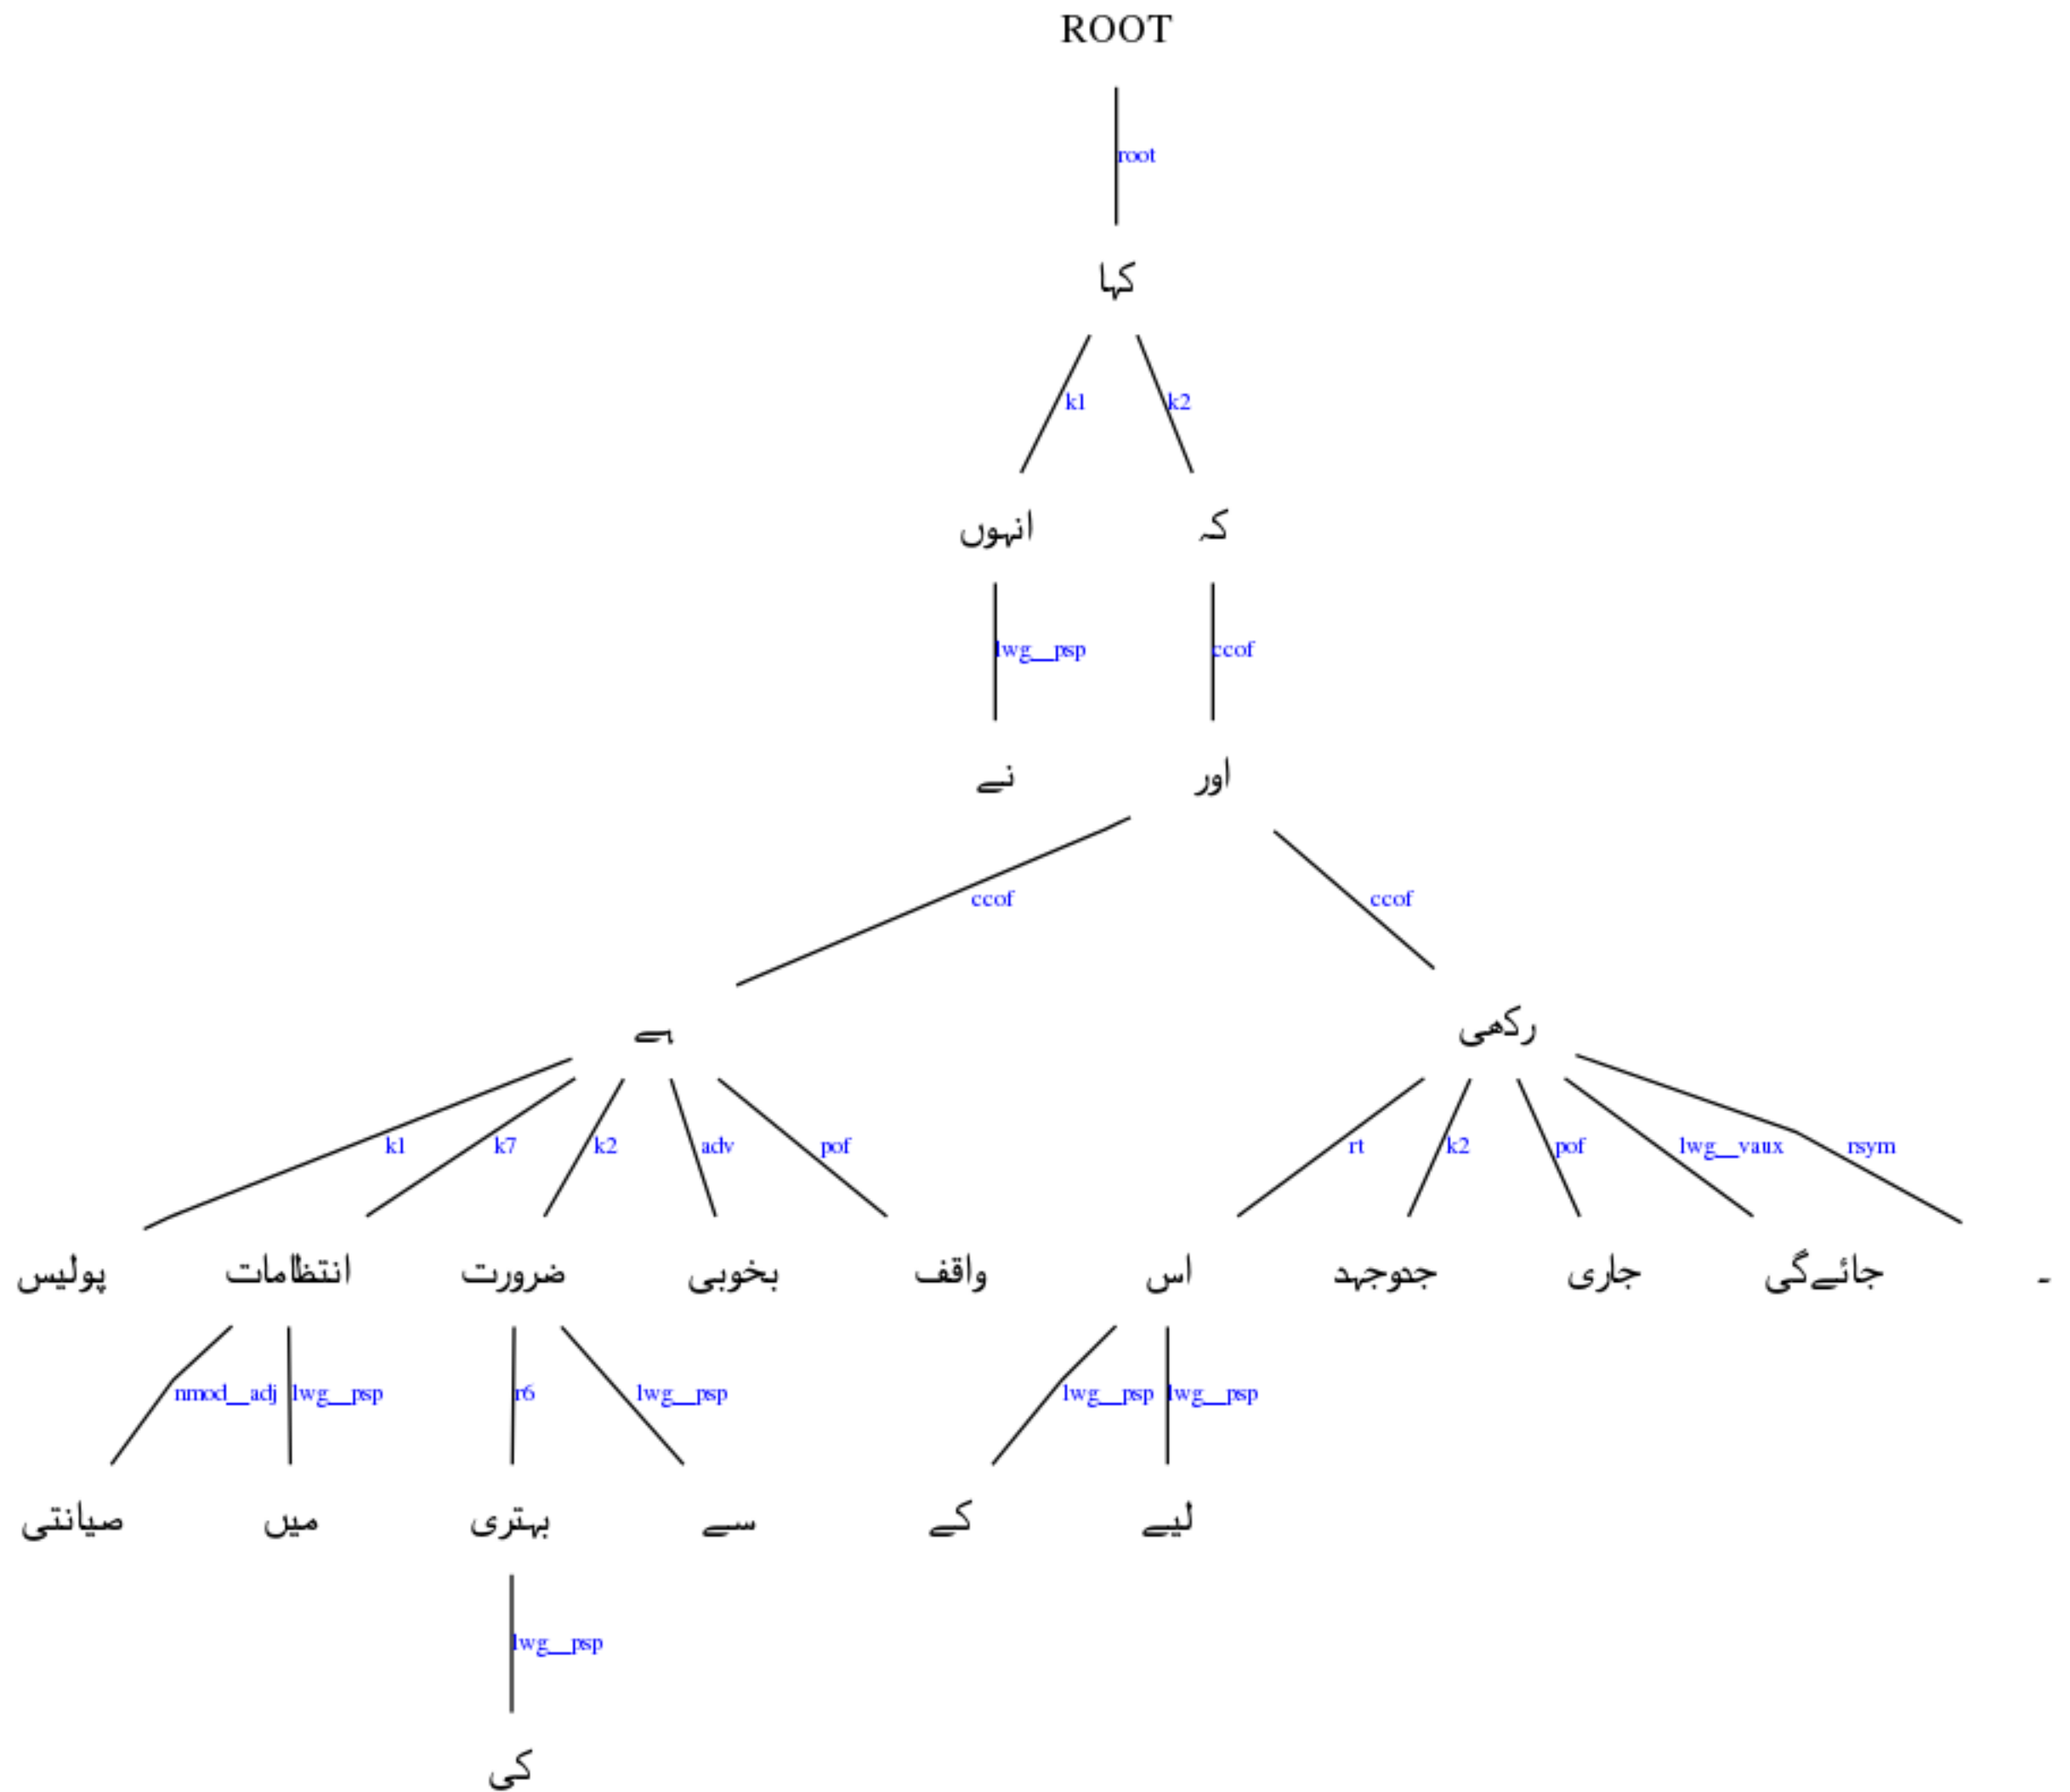 ROOT
root
کہا
k1 k2
انہوں کہ
lwg__psp ccof
نے اور
ccof ccof
ہے رکھی
k1 k7 k2 adv pof rt k2 pof lwg__vaux rsym
پولیس انتظامات ضرورت بخوبی واقف اس جدوجہد جاری جائےگی ۔
nmod__adj lwg__psp r6 lwg__psp lwg__psp lwg__psp
صیانتی میں بہتری سے کے لیے
lwg__psp
کی